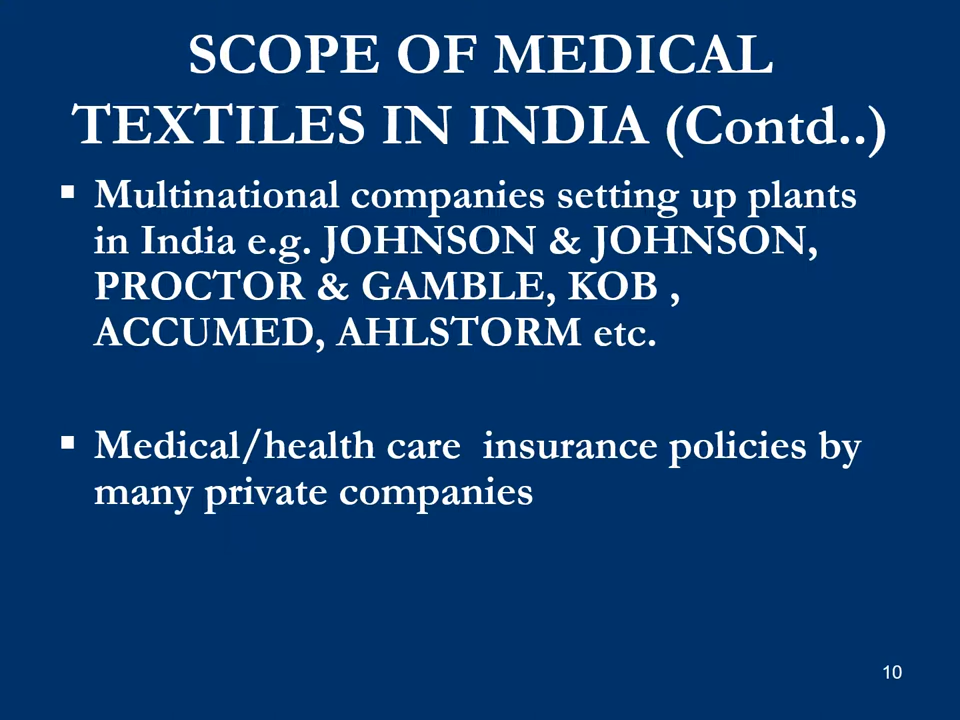 SCOPE OF MEDICAL
TEXTILES IN INDIA (Contd..)
▪ Multinational companies setting up plants
in India e.g. JOHNSON & JOHNSON,
PROCTOR & GAMBLE, KOB ,
ACCUMED, AHLSTORM etc.
▪ Medical/health care  insurance policies by
many private companies
10